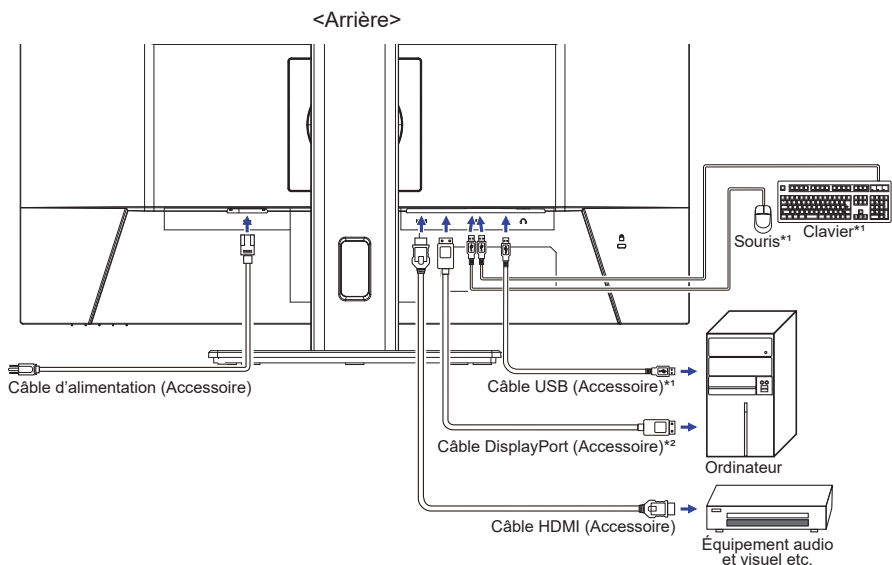 <Arrière>
Souris*¹
Clavier*¹
Câble d'alimentation (Accessoire)
Câble USB (Accessoire)*¹
Câble DisplayPort (Accessoire)*²
Ordinateur
Câble HDMI (Accessoire)
Équipement audio
et visuel etc.